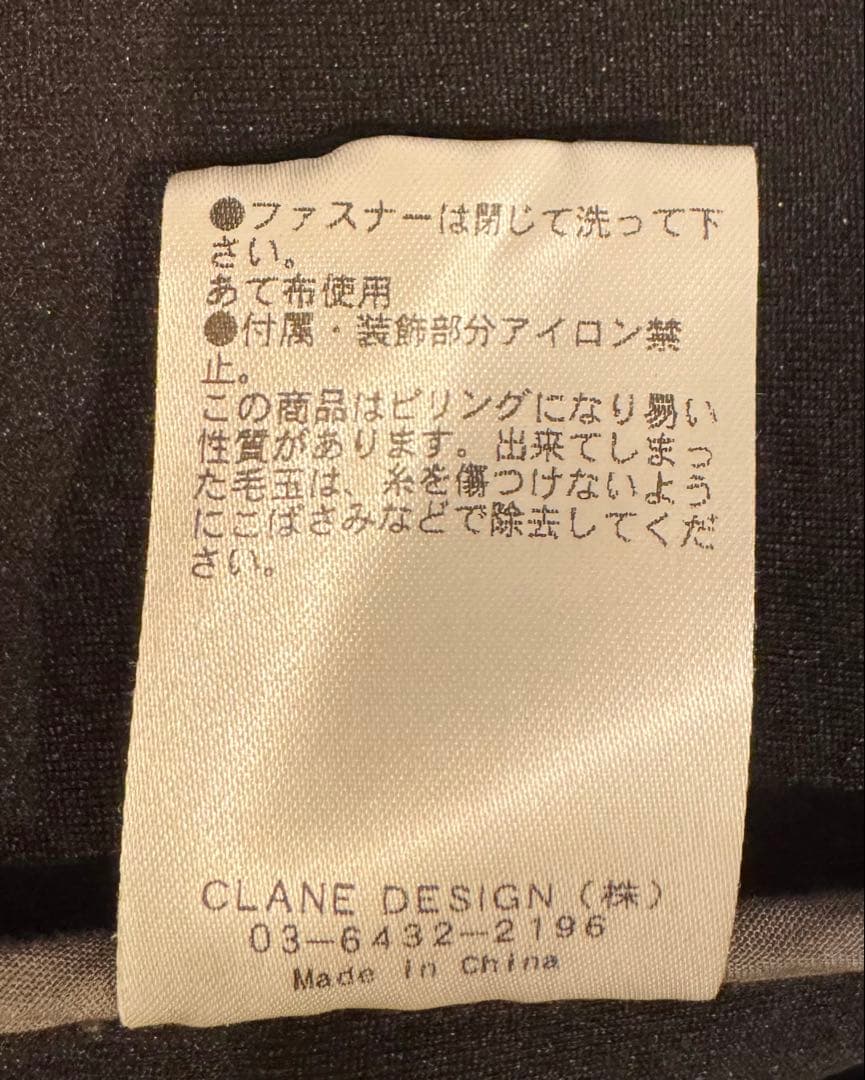 ●ファスナーは閉じて洗って下
さい。
あて布使用
●付属・装飾部分アイロン禁
止。
この商品はピリングになり易い
性質があります。出来てしまっ
た毛玉は、糸を傷つけないよう
にこばさみなどで除去してくだ
さい。
CLANE DESIGN（株）
03-6432-2196
Made in China